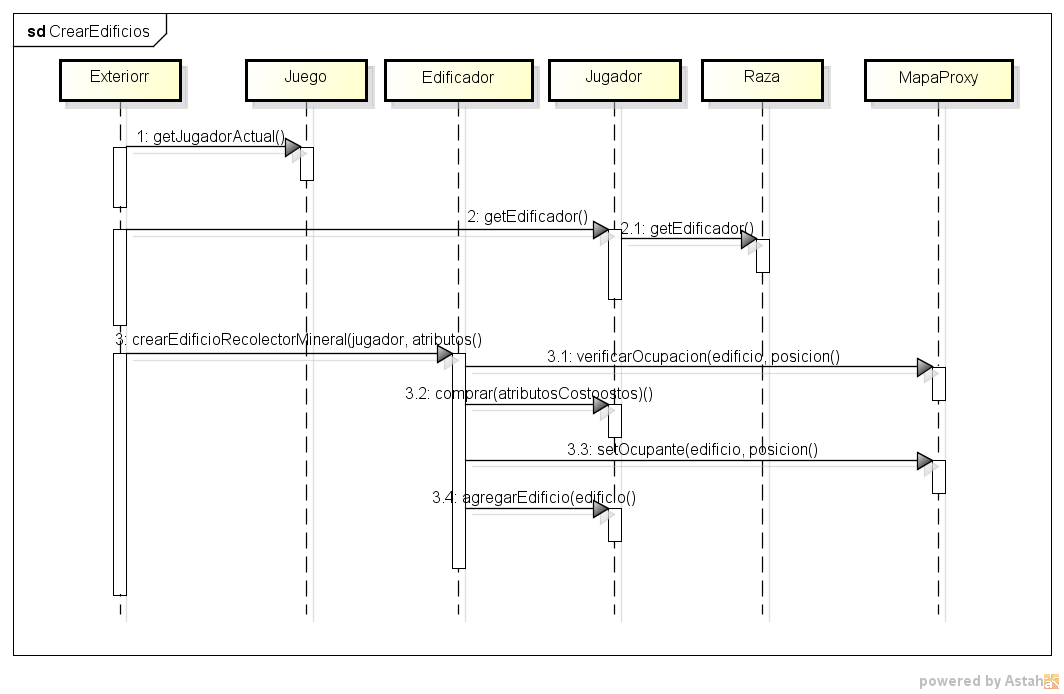 sd CrearEdificios
Exteriorr
Juego
Edificador
Jugador
Raza
MapaProxy
1: getJugadorActual()
2: getEdificador()
2.1: getEdificador()
3: crearEdificioRecolectorMineral(jugador, atributos()
3.1: verificarOcupacion(edificio, posicion()
3.2: comprar(atributosCostoostos)()
3.3: setOcupante(edificio, posicion()
3.4: agregarEdificio(edificio()
powered by Astah